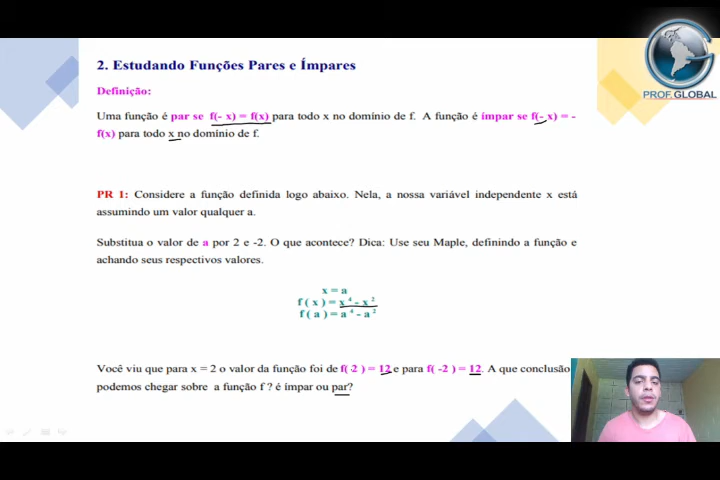 PROF.GLOBAL
2. Estudando Funções Pares e Ímpares
Definição:
Uma função é par se f(- x) = f(x) para todo x no domínio de f. A função é ímpar se f(- x) = -
f(x) para todo x no domínio de f.
PR 1: Considere a função definida logo abaixo. Nela, a nossa variável independente x está
assumindo um valor qualquer a.
Substitua o valor de a por 2 e -2. O que acontece? Dica: Use seu Maple, definindo a função e
achando seus respectivos valores.
x = a
f ( x ) = x⁴ - x²
f ( a ) = a⁴ - a²
Você viu que para x = 2 o valor da função foi de f( 2 ) = 12 e para f( -2 ) = 12. A que conclusão
podemos chegar sobre a função f ? é ímpar ou par?